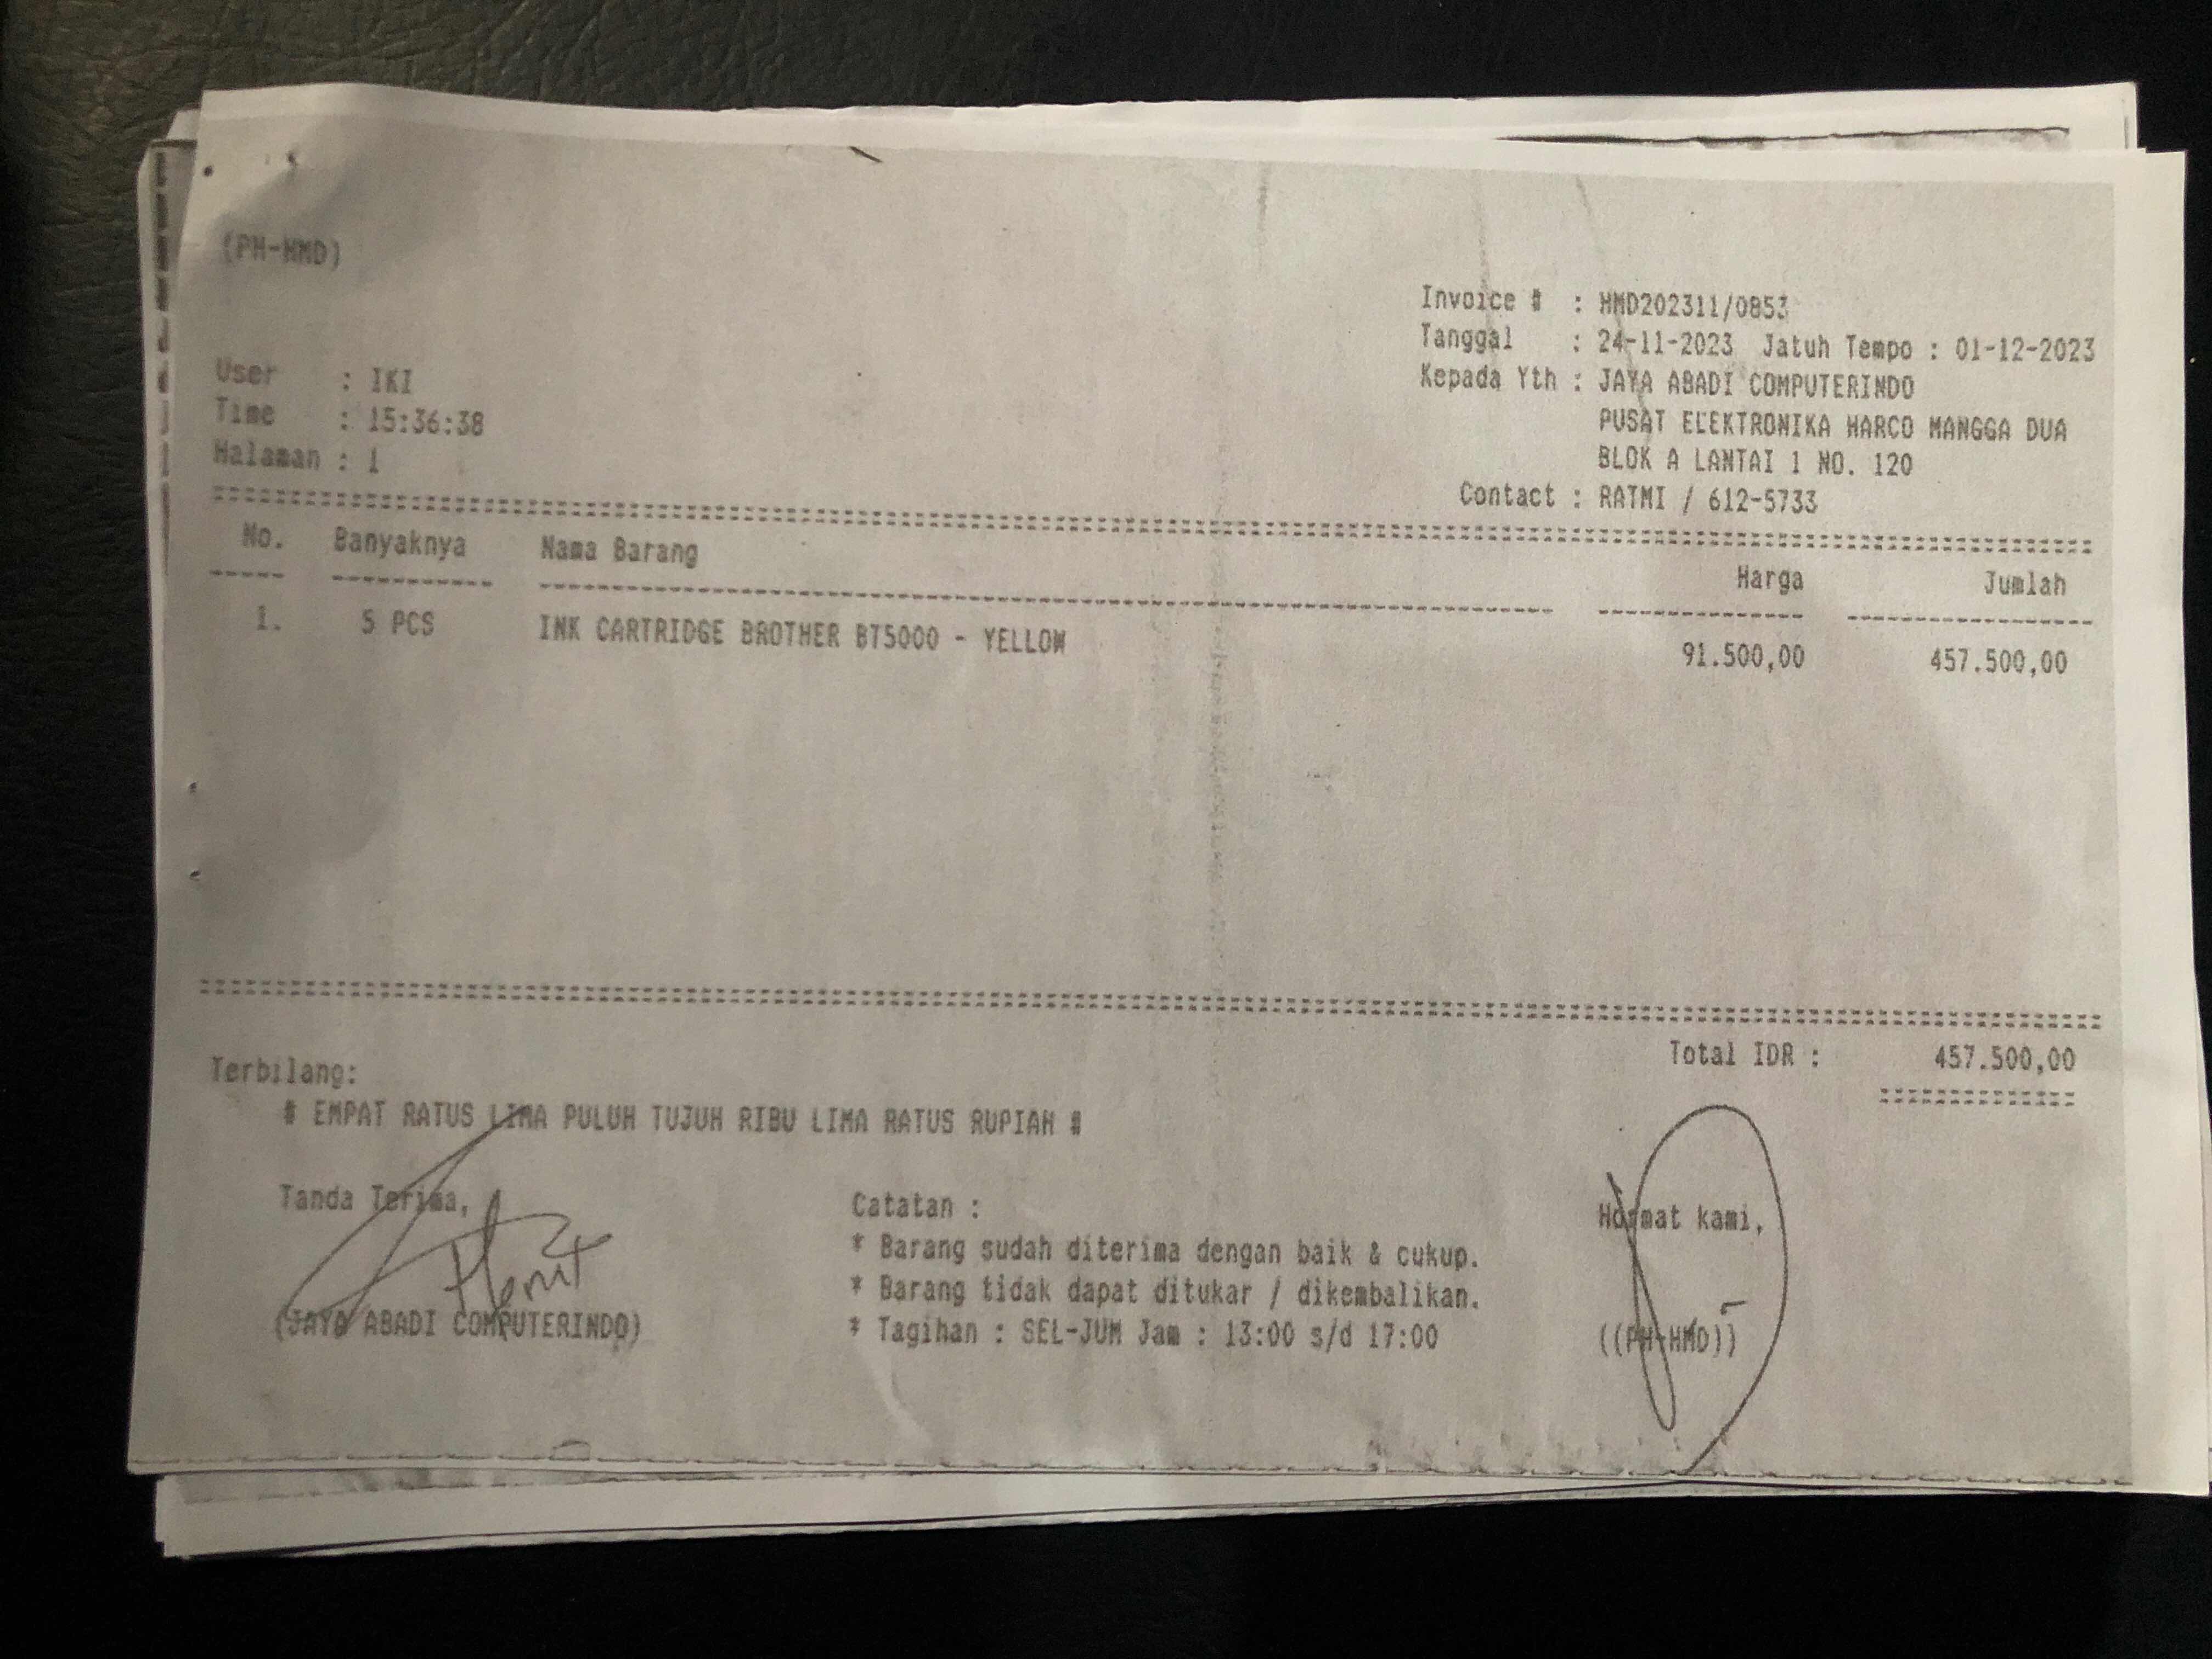 (PH-HMD)
Invoice # : HMD202311/0853
Tanggal : 24-11-2023 Jatuh Tempo : 01-12-2023
Kepada Yth : JAYA ABADI COMPUTERINDO
PUSAT ELEKTRONIKA HARCO MANGGA DUA
BLOK A LANTAI 1 NO. 120
Contact : RATMI / 612-5733
User : IKI
Time : 15:36:38
Halaman : 1
No. Banyaknya Nama Barang Harga Jumlah
1. 5 PCS INK CARTRIDGE BROTHER BT5000 - YELLOW 91.500,00 457.500,00
Total IDR : 457.500,00
Terbilang:
# EMPAT RATUS LIMA PULUH TUJUH RIBU LIMA RATUS RUPIAH #
Tanda Terima,
(JAYA ABADI COMPUTERINDO)
Catatan :
* Barang sudah diterima dengan baik & cukup.
* Barang tidak dapat ditukar / dikembalikan.
* Tagihan : SEL-JUM Jam : 13:00 s/d 17:00
Hormat kami,
((PH-HMD))